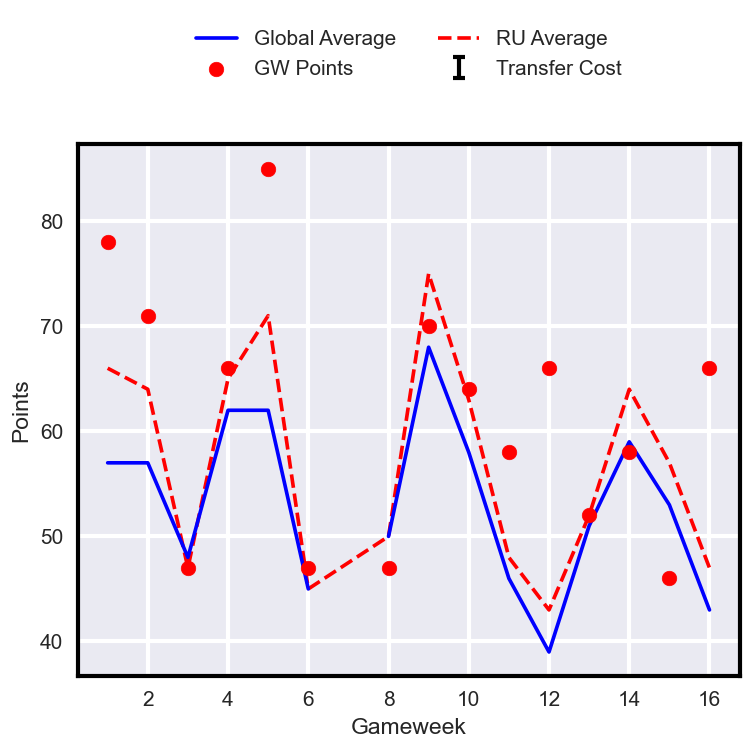 Global Average
RU Average
GW Points
Transfer Cost
80
70
60
50
40
Points
2 4 6 8 10 12 14 16
Gameweek